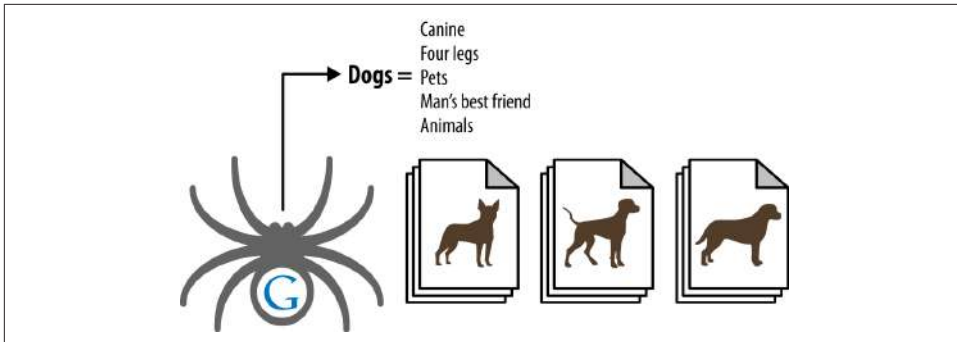 Canine
Four legs
Dogs = Pets
Man's best friend
Animals
G